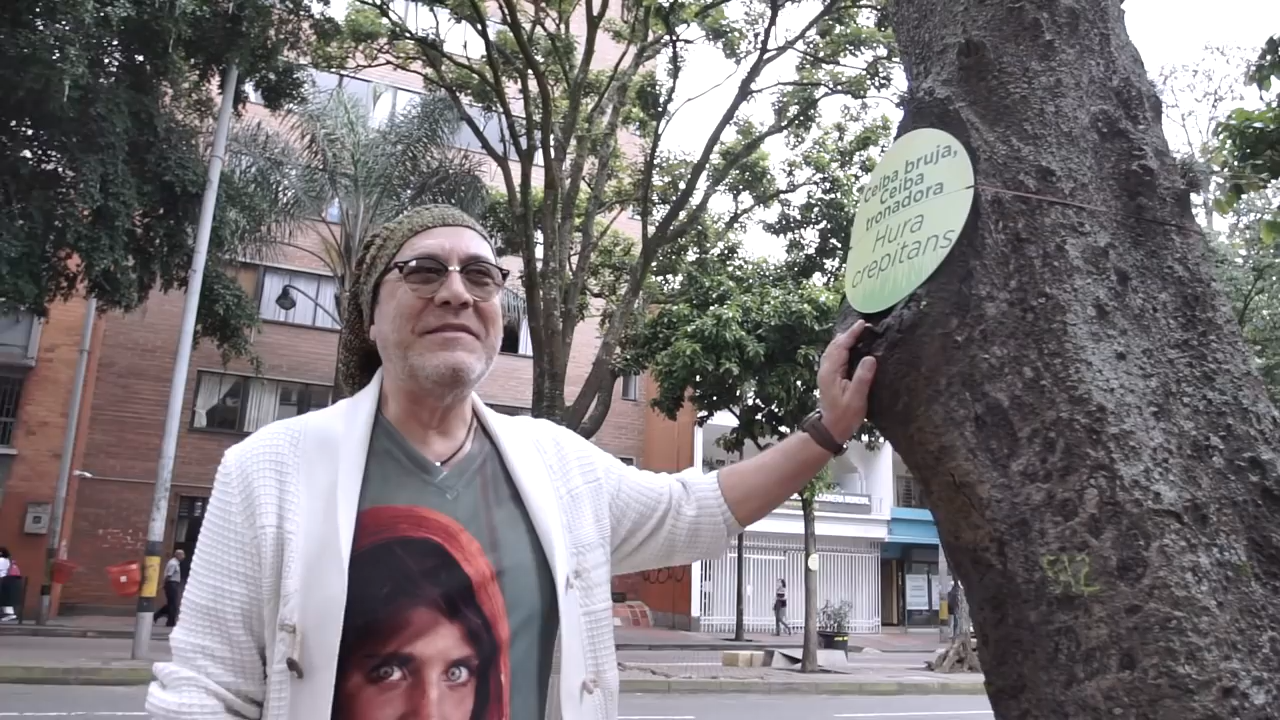 Ceiba bruja,
Ceiba
tronadora
Hura
crepitans